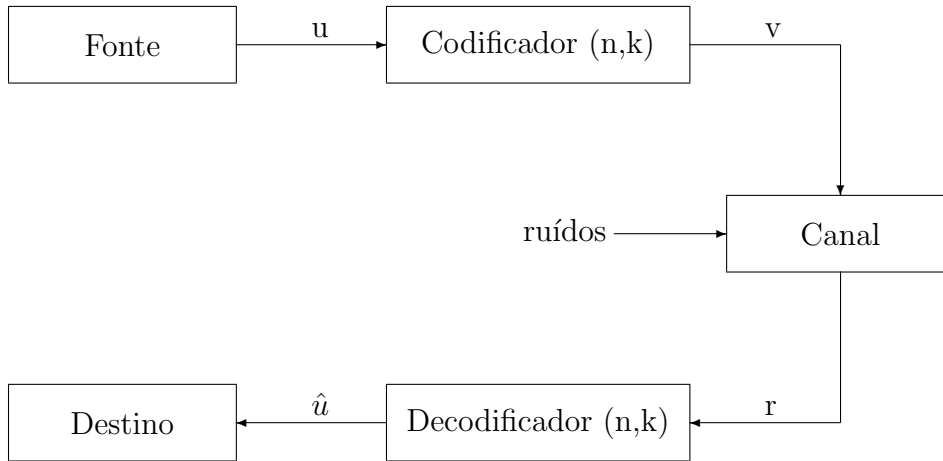 Fonte
u
Codificador (n,k)
v
ruídos
Canal
Destino
û
Decodificador (n,k)
r